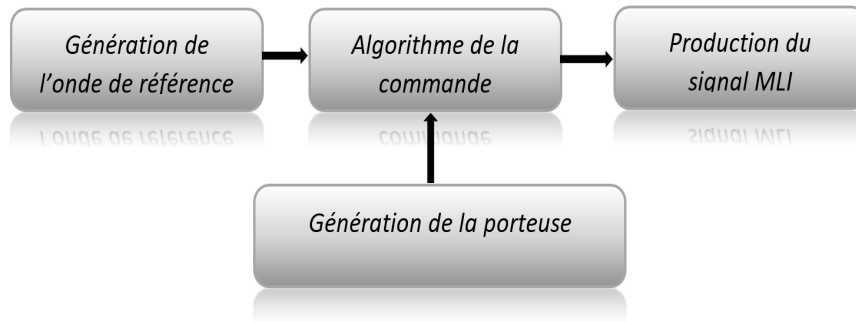 Génération de
l'onde de référence
Algorithme de la
commande
Production du
signal MLI
Génération de la porteuse